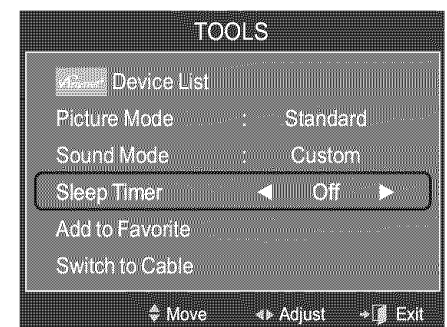 TOOLS
Device List
Picture Mode : Standard
Sound Mode : Custom
Sleep Timer ◀ Off ▶
Add to Favorite
Switch to Cable
Move Adjust Exit